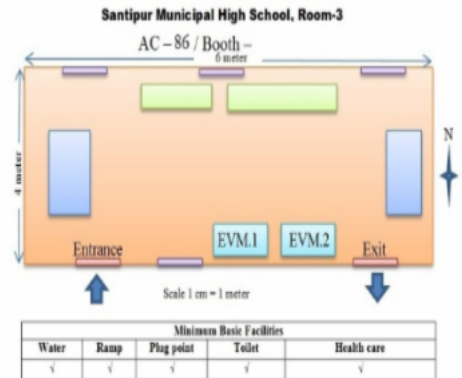 Santipur Municipal High School, Room-3
AC – 86 / Booth –
6 meter
4 meter
N
EVM.1 EVM.2
Entrance Exit
Scale 1 cm = 1 meter
Minimum Basic Facilities
Water Ramp Plug point Toilet Health care
√ √ √ √ √